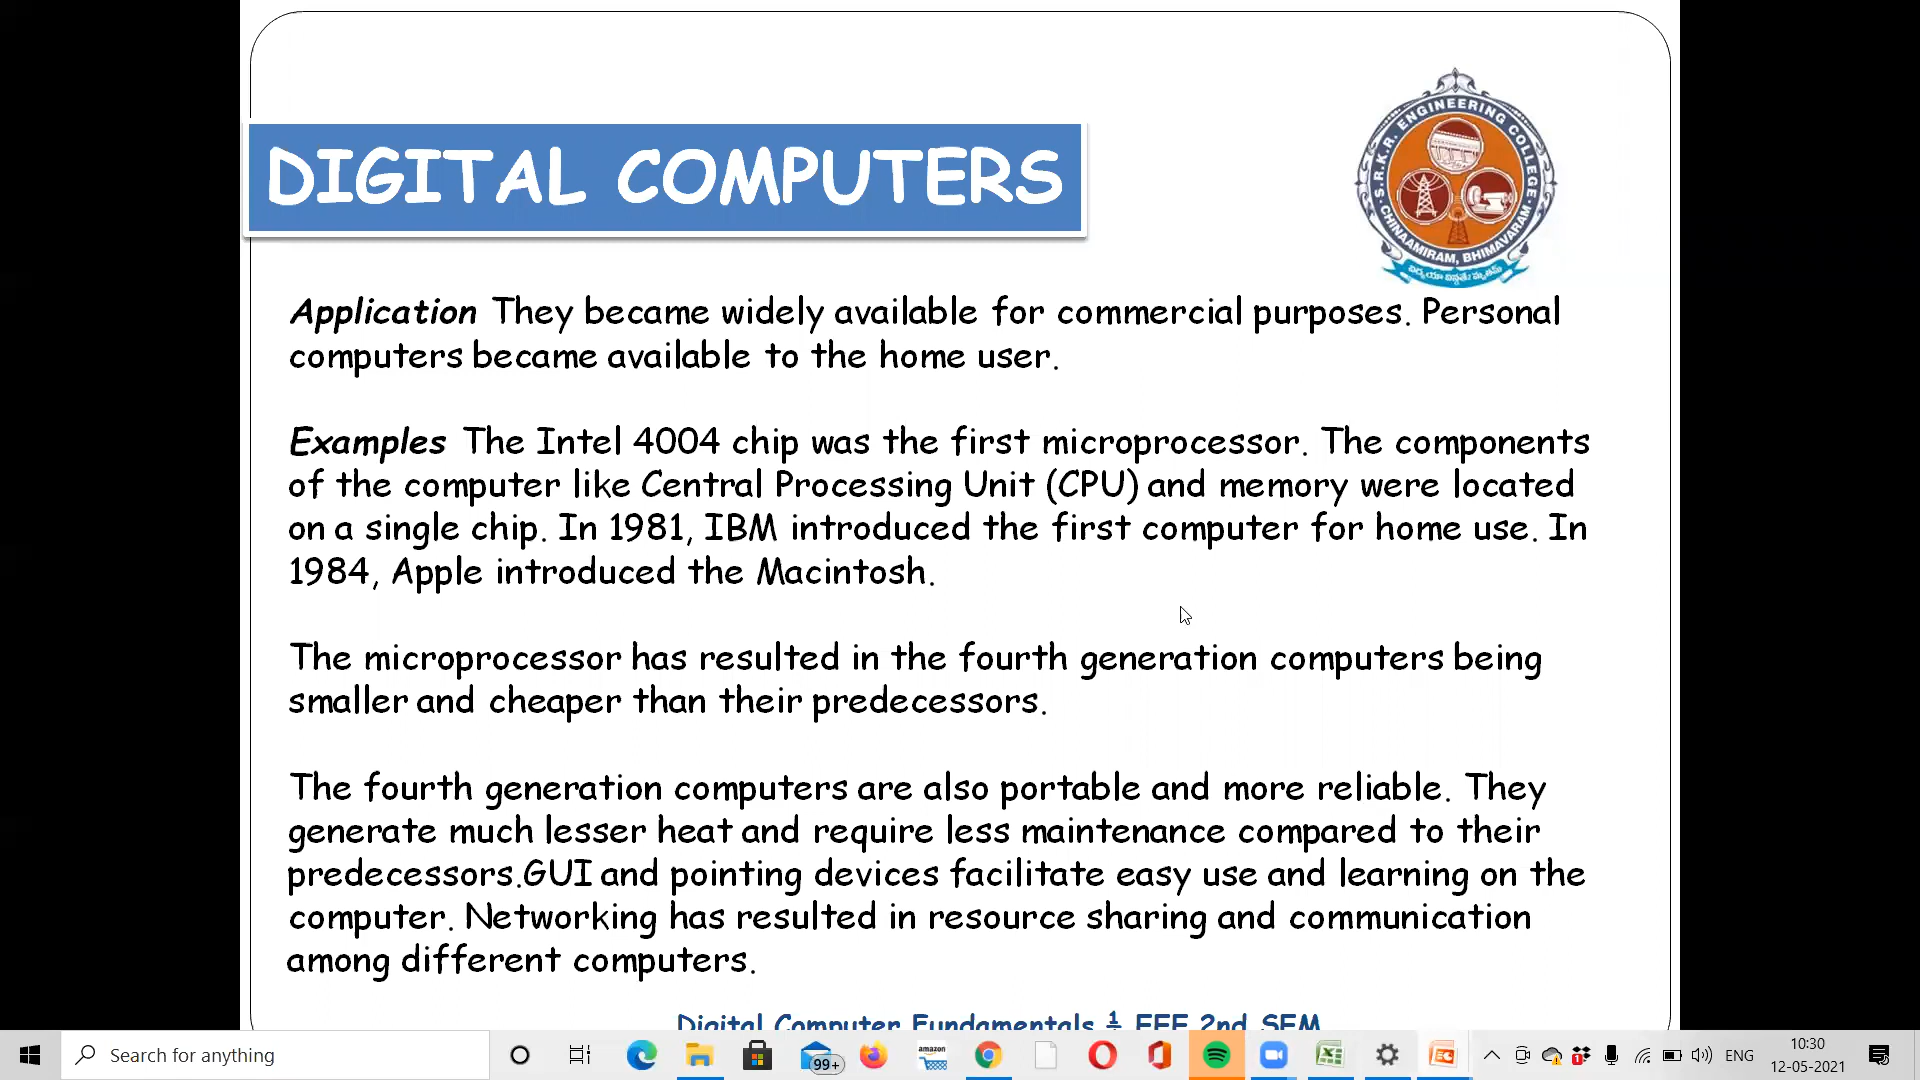 DIGITAL COMPUTERS
S.R.K.R. ENGINEERING COLLEGE
CHINAAMIRAM, BHIMAVARAM
Application They became widely available for commercial purposes. Personal
computers became available to the home user.
Examples The Intel 4004 chip was the first microprocessor. The components
of the computer like Central Processing Unit (CPU) and memory were located
on a single chip. In 1981, IBM introduced the first computer for home use. In
1984, Apple introduced the Macintosh.
The microprocessor has resulted in the fourth generation computers being
smaller and cheaper than their predecessors.
The fourth generation computers are also portable and more reliable. They
generate much lesser heat and require less maintenance compared to their
predecessors.GUI and pointing devices facilitate easy use and learning on the
computer. Networking has resulted in resource sharing and communication
among different computers.
Digital Computer Fundamentals ½ EEE 2nd SEM
Search for anything
99+
amazon
1
ENG
10:30
12-05-2021